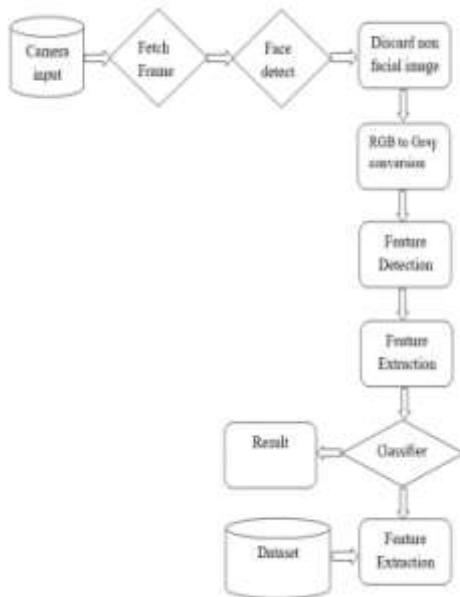 Camera
input
Fetch
Frame
Face
detect
Discard non
facial image
RGB to Grey
conversion
Feature
Detection
Feature
Extraction
Result
Classifier
Dataset
Feature
Extraction